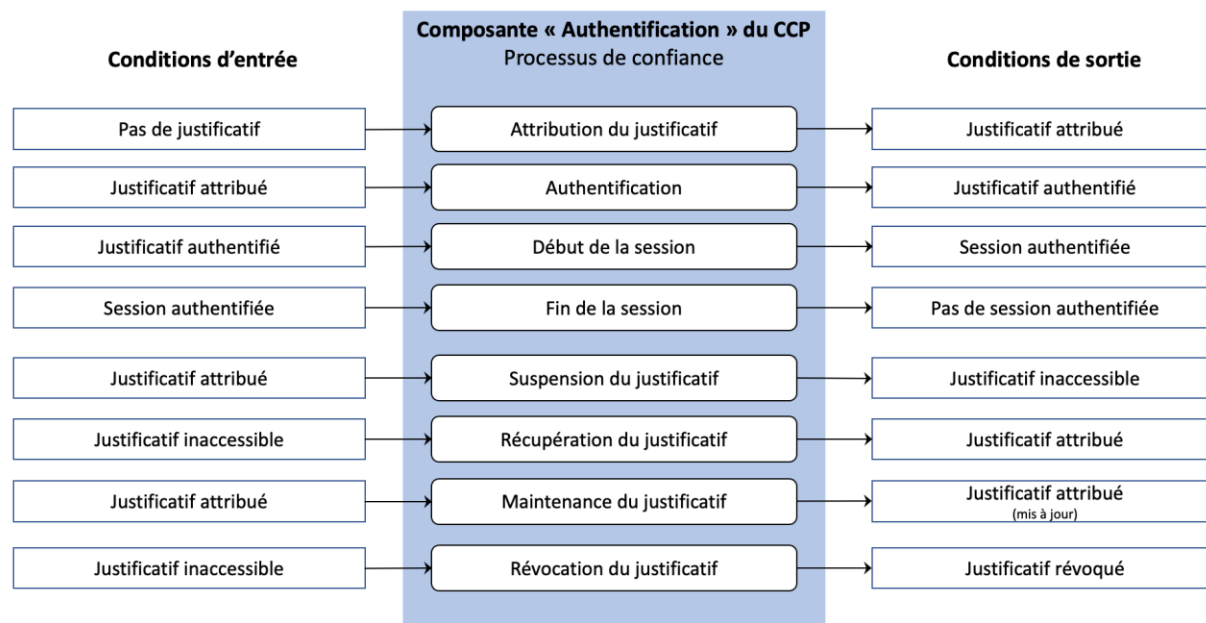 Composante « Authentification » du CCP
Conditions d’entrée
Processus de confiance
Conditions de sortie
Pas de justificatif
Attribution du justificatif
Justificatif attribué
Justificatif attribué
Authentification
Justificatif authentifié
Justificatif authentifié
Début de la session
Session authentifiée
Session authentifiée
Fin de la session
Pas de session authentifiée
Justificatif attribué
Suspension du justificatif
Justificatif inaccessible
Justificatif inaccessible
Récupération du justificatif
Justificatif attribué
Justificatif attribué
Maintenance du justificatif
Justificatif attribué
(mis à jour)
Justificatif inaccessible
Révocation du justificatif
Justificatif révoqué